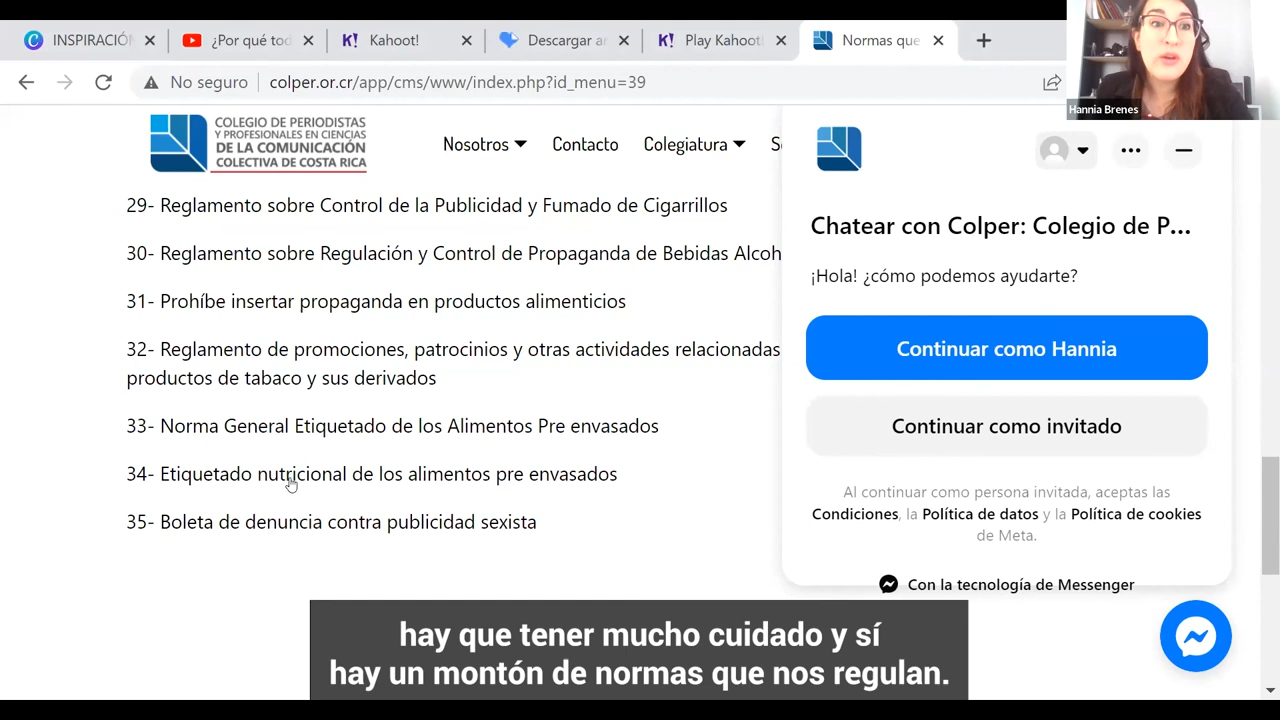 INSPIRACIÓN
¿Por qué tod
K! Kahoot!
Descargar ar
K! Play Kahoot!
Normas que
No seguro
colper.or.cr/app/cms/www/index.php?id_menu=39
Hannia Brenes
COLEGIO DE PERIODISTAS
Y PROFESIONALES EN CIENCIAS
DE LA COMUNICACIÓN
COLECTIVA DE COSTA RICA
Nosotros
Contacto
Colegiatura
29- Reglamento sobre Control de la Publicidad y Fumado de Cigarrillos
30- Reglamento sobre Regulación y Control de Propaganda de Bebidas Alcoh
31- Prohíbe insertar propaganda en productos alimenticios
32- Reglamento de promociones, patrocinios y otras actividades relacionadas
productos de tabaco y sus derivados
33- Norma General Etiquetado de los Alimentos Pre envasados
34- Etiquetado nutricional de los alimentos pre envasados
35- Boleta de denuncia contra publicidad sexista
Chatear con Colper: Colegio de P...
¡Hola! ¿cómo podemos ayudarte?
Continuar como Hannia
Continuar como invitado
Al continuar como persona invitada, aceptas las
Condiciones, la Política de datos y la Política de cookies
de Meta.
Con la tecnología de Messenger
hay que tener mucho cuidado y sí
hay un montón de normas que nos regulan.